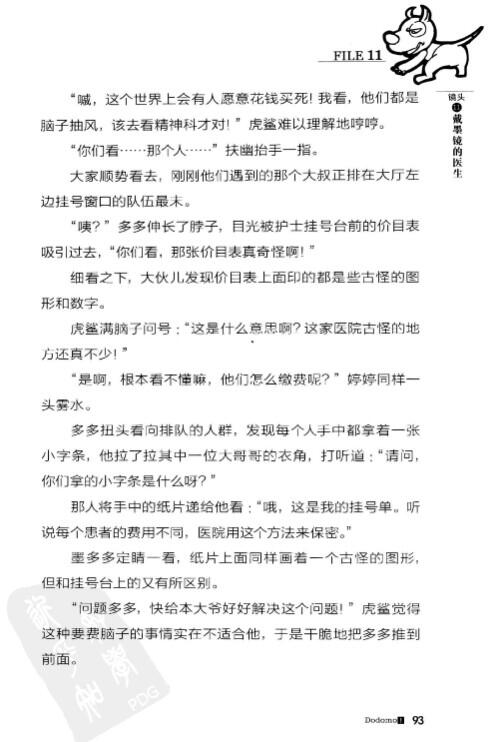 FILE 11
镜头
11
戴墨镜的医生
“喊，这个世界上会有人愿意花钱买死！我看，他们都是
脑子抽风，该去看精神科才对！”虎鲨难以理解地哼哼。
“你们看……那个人……”扶幽抬手一指。
大家顺势看去，刚刚他们遇到的那个大叔正排在大厅左
边挂号窗口的队伍最末。
“咦？”多多伸长了脖子，目光被护士挂号台前的价目表
吸引过去，“你们看，那张价目表真奇怪啊！”
细看之下，大伙儿发现价目表上面印的都是些古怪的图
形和数字。
虎鲨满脑子问号：“这是什么意思啊？这家医院古怪的地
方还真不少！”
“是啊，根本看不懂嘛，他们怎么缴费呢？”婷婷同样一
头雾水。
多多扭头看向排队的人群，发现每个人手中都拿着一张
小字条，他拉了拉其中一位大哥哥的衣角，打听道：“请问，
你们拿的小字条是什么呀？”
那人将手中的纸片递给他看：“哦，这是我的挂号单。听
说每个患者的费用不同，医院用这个方法来保密。”
墨多多定睛一看，纸片上面同样画着一个古怪的图形，
但和挂号台上的又有所区别。
“问题多多，快给本大爷好好解决这个问题！”虎鲨觉得
这种要费脑子的事情实在不适合他，于是干脆地把多多推到
前面。
PDG
Dodomo! 93